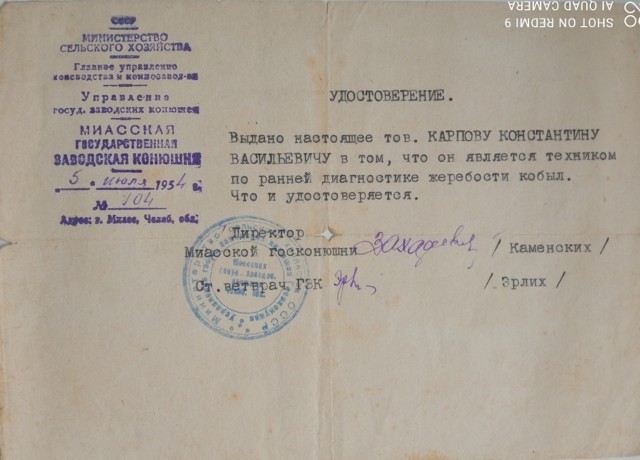 СССР
МИНИСТЕРСТВО
СЕЛЬСКОГО ХОЗЯЙСТВА
Главное управление
коневодства и коннозавод-ва
Управление
госуд. заводских конюшен
МИАССКАЯ
ГОСУДАРСТВЕННАЯ
ЗАВОДСКАЯ КОНЮШНЯ
5 " июля 1954 г.
№ 104
Адрес: г. Миасс, Челяб. обл.
УДОСТОВЕРЕНИЕ.
Выдано настоящее тов. КАРПОВУ КОНСТАНТИНУ
ВАСИЛЬЕВИЧУ в том, что он является техником
по ранней диагностике жеребости кобыл.
Что и удостоверяется.
Директор
Миасской госконюшни / Каменских /
Ст. ветврач ГЗК / Эрлих /
SHOT ON REDMI 9
AI QUAD CAMERA